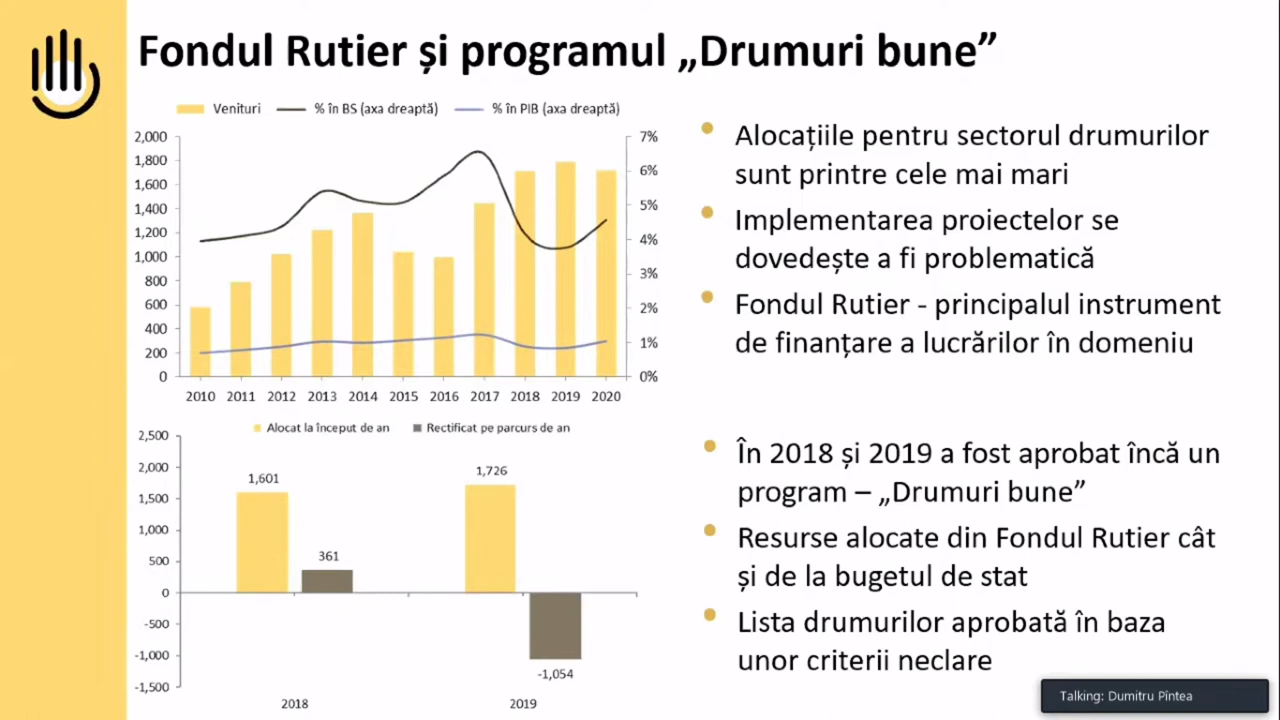 Fondul Rutier și programul „Drumuri bune”
Venituri % în BS (axa dreaptă) % în PIB (axa dreaptă)
2,000
1,800
1,600
1,400
1,200
1,000
800
600
400
200
0
7%
6%
5%
4%
3%
2%
1%
0%
2010 2011 2012 2013 2014 2015 2016 2017 2018 2019 2020
Alocațiile pentru sectorul drumurilor
sunt printre cele mai mari
Implementarea proiectelor se
dovedește a fi problematică
Fondul Rutier - principalul instrument
de finanțare a lucrărilor în domeniu
Alocat la început de an Rectificat pe parcurs de an
2,500
2,000
1,500
1,000
500
0
-500
-1,000
-1,500
1,601
361
1,726
-1,054
2018 2019
În 2018 și 2019 a fost aprobat încă un
program – „Drumuri bune”
Resurse alocate din Fondul Rutier cât
și de la bugetul de stat
Lista drumurilor aprobată în baza
unor criterii neclare
Talking: Dumitru Pîntea